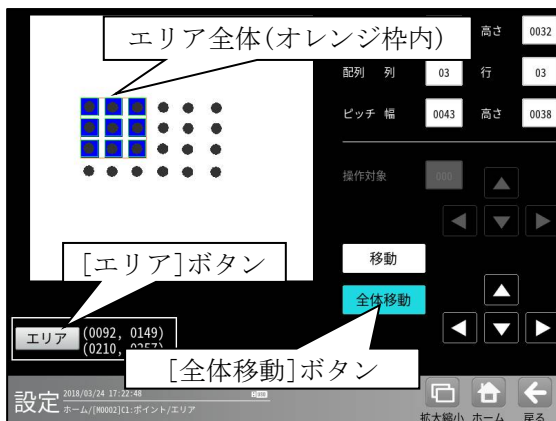 エリア全体(オレンジ枠内)
高さ 0032
配列 列 03 行 03
ピッチ 幅 0043 高さ 0038
操作対象 000
[エリア]ボタン
移動
全体移動
エリア (0092, 0149)
(0210, 0257)
[全体移動]ボタン
設定 2018/03/24 17:22:48
ホーム/[M0002]C1:ポイント/エリア
拡大縮小 ホーム 戻る